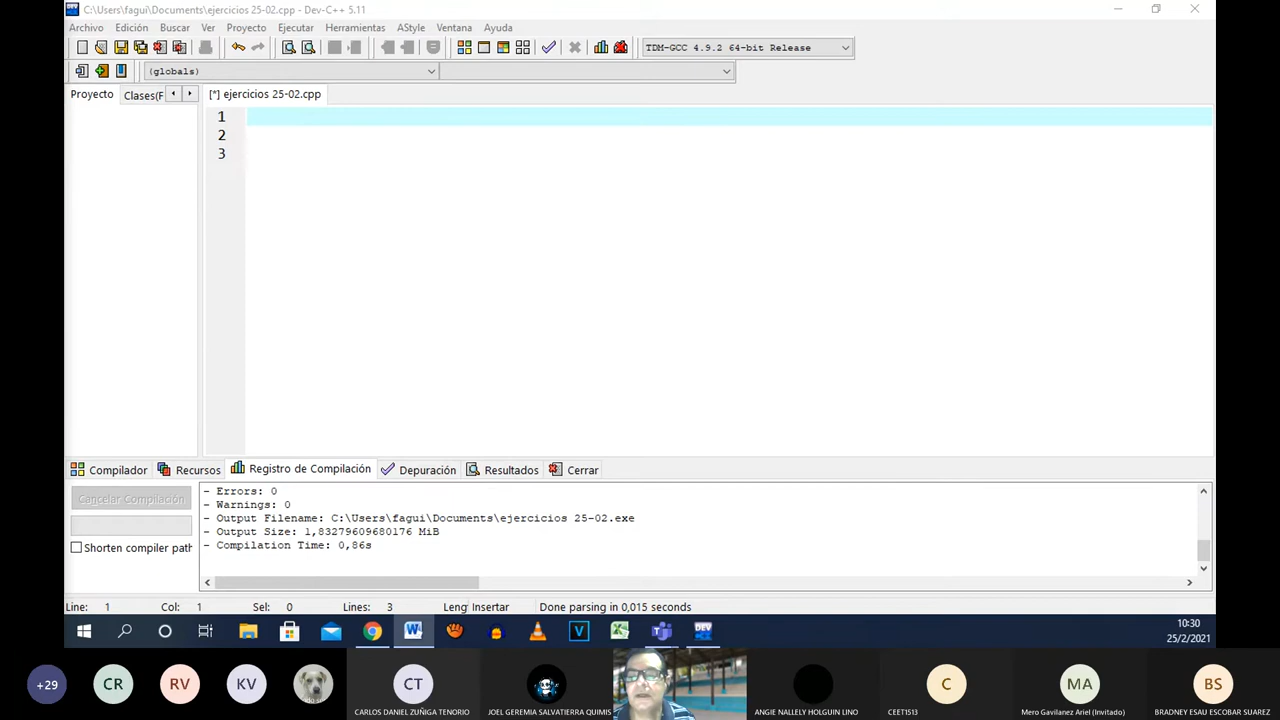 C:\Users\fagui\Documents\ejercicios 25-02.cpp - Dev-C++ 5.11
Archivo Edición Buscar Ver Proyecto Ejecutar Herramientas AStyle Ventana Ayuda
TDM-GCC 4.9.2 64-bit Release
(globals)
Proyecto Clases(F [*] ejercicios 25-02.cpp
1
2
3
Compilador Recursos Registro de Compilación Depuración Resultados Cerrar
Cancelar Compilación
Shorten compiler path
- Errors: 0
- Warnings: 0
- Output Filename: C:\Users\fagui\Documents\ejercicios 25-02.exe
- Output Size: 1,83279609680176 MiB
- Compilation Time: 0,86s
Line: 1 Col: 1 Sel: 0 Lines: 3 Leng Insertar Done parsing in 0,015 seconds
W V DEV
10:30
25/2/2021
+29 CR RV KV CT C MA BS
CARLOS DANIEL ZUÑIGA TENORIO JOEL GEREMIA SALVATIERRA QUIMIS ANGIE NALLELY HOLGUIN LINO CEET1513 Mero Gavilanez Ariel (Invitado) BRADNEY ESAU ESCOBAR SUAREZ